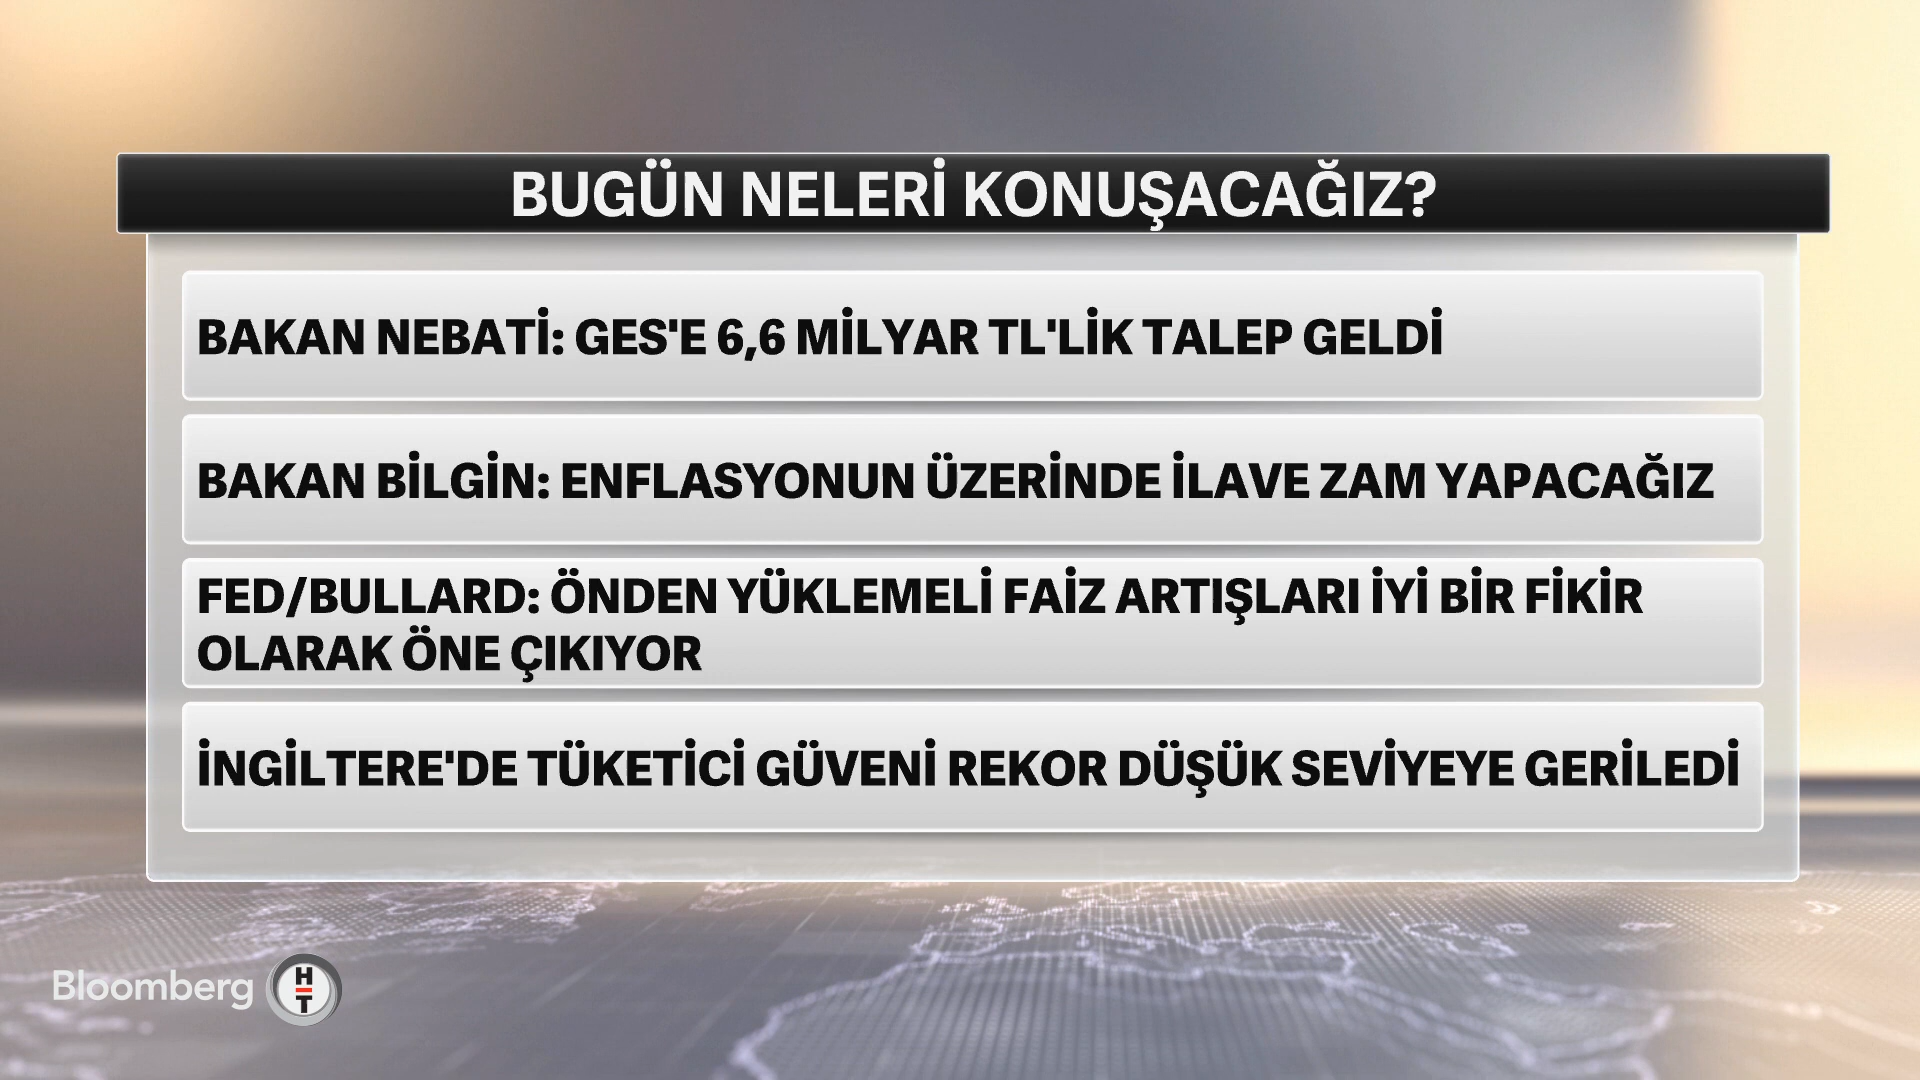 BUGÜN NELERİ KONUŞACAĞIZ?
BAKAN NEBATİ: GES'E 6,6 MİLYAR TL'LİK TALEP GELDİ
BAKAN BİLGİN: ENFLASYONUN ÜZERİNDE İLAVE ZAM YAPACAĞIZ
FED/BULLARD: ÖNDEN YÜKLEMELİ FAİZ ARTIŞLARI İYİ BİR FİKİR
OLARAK ÖNE ÇIKIYOR
İNGİLTERE'DE TÜKETİCİ GÜVENİ REKOR DÜŞÜK SEVİYEYE GERİLEDİ
Bloomberg HT